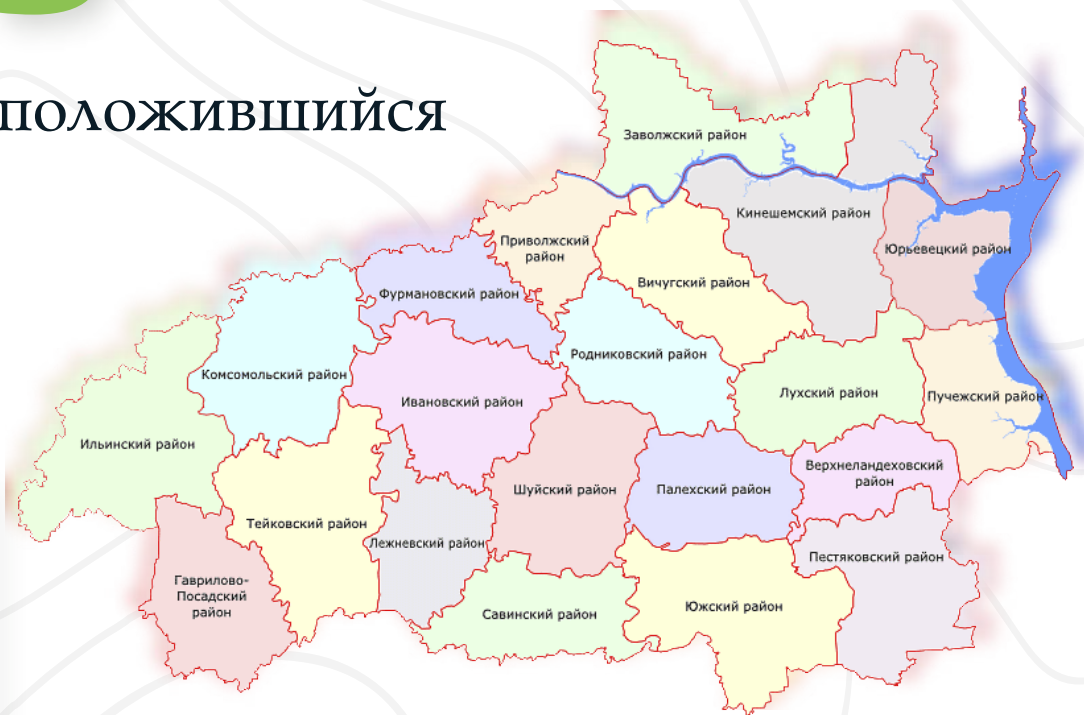 положившийся
Заволжский район
Кинешемский район
Приволжский
район
Юрьевецкий район
Вичугский район
Фурмановский район
Родниковский район
Комсомольский район
Ивановский район
Лухский район
Пучежский район
Ильинский район
Верхнеландеховский
район
Шуйский район
Палехский район
Тейковский район
Лежневский район
Пестяковский район
Гаврилово-
Посадский
район
Савинский район
Южский район